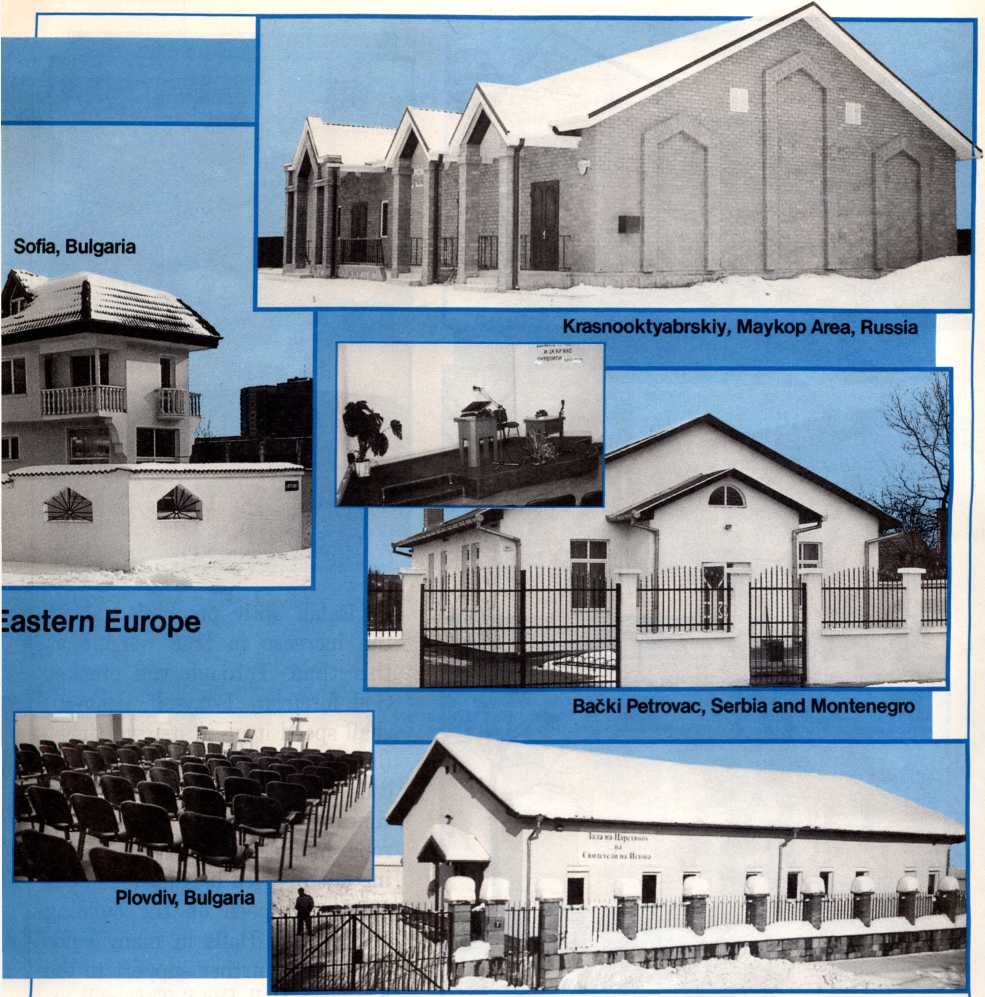 Sofia, Bulgaria
Krasnooktyabrskiy, Maykop Area, Russia
Eastern Europe
Bački Petrovac, Serbia and Montenegro
Зала на Царството
на
Свидетели на Йехова
Plovdiv, Bulgaria